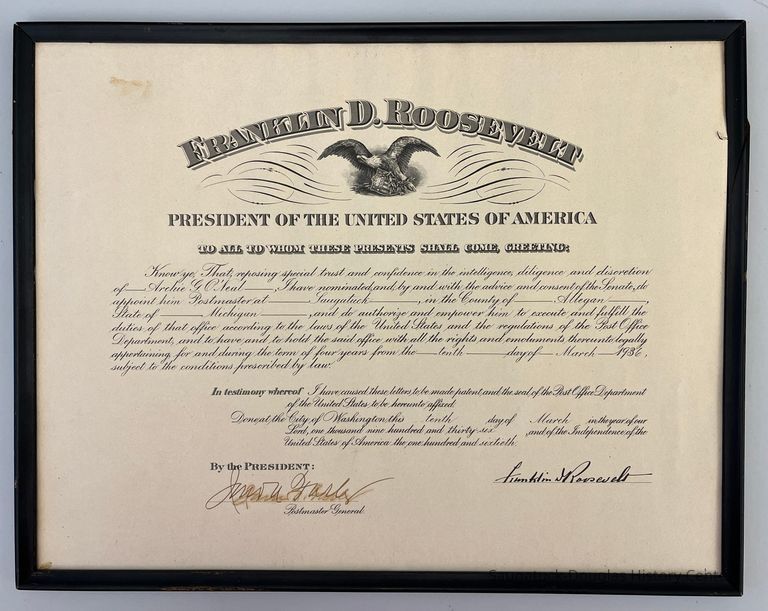 FRANKLIN D. ROOSEVELT
PRESIDENT OF THE UNITED STATES OF AMERICA
TO ALL TO WHOM THESE PRESENTS SHALL COME, GREETING:
Know ye, That, reposing special trust and confidence in the intelligence, diligence and discretion
of Archie G. O'Neal, I have nominated, and, by and with the advice and consent of the Senate, do
appoint him Postmaster at Saugatuck, in the County of Allegan,
State of Michigan, and do authorize and empower him to execute and fulfill the
duties of that office according to the laws of the United States and the regulations of the Post Office
Department, and to have and to hold the said office with all the rights and emoluments thereunto legally
appertaining, for and during the term of four years from the tenth day of March 1936,
subject to the conditions prescribed by law.
In testimony whereof I have caused these letters to be made patent and the seal of the Post Office Department
of the United States to be hereunto affixed.
Done at the City of Washington this tenth day of March in the year of our
Lord, one thousand nine hundred and thirty-six and of the Independence of the
United States of America the one hundred and sixtieth.
By the PRESIDENT:
Franklin D Roosevelt
Postmaster General.
Saugatuck-Douglas History Cent